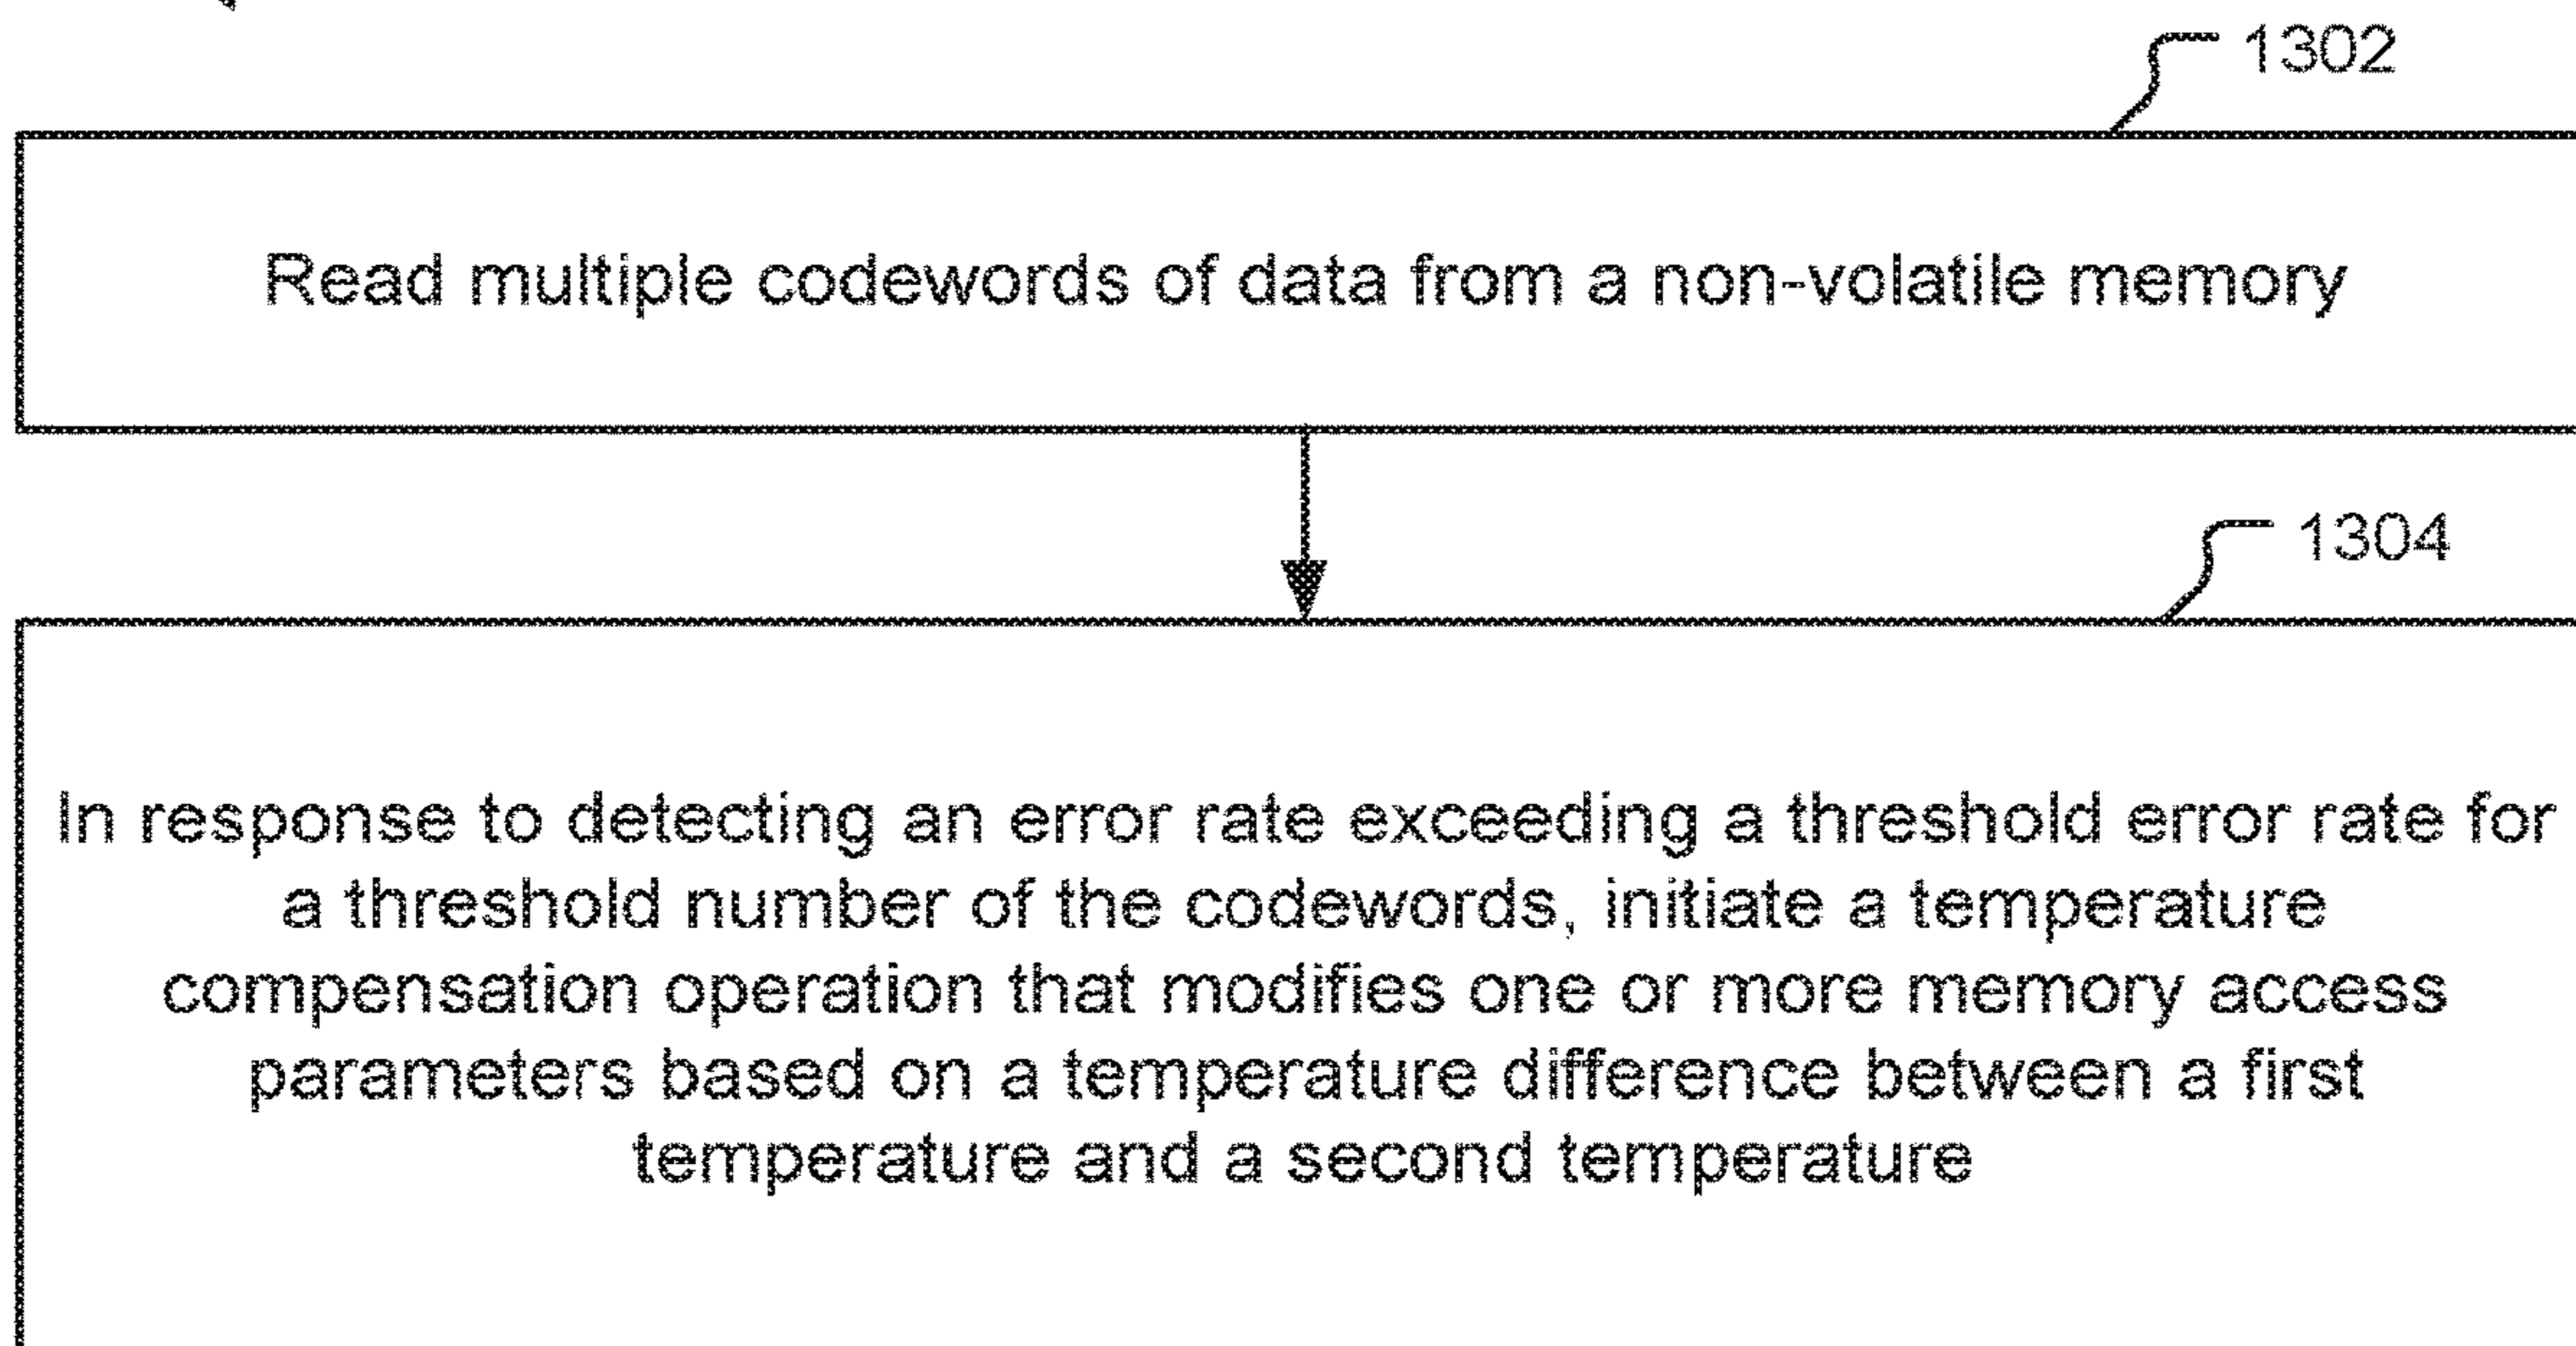 1302
Read multiple codewords of data from a non-volatile memory
1304
In response to detecting an error rate exceeding a threshold error rate for
a threshold number of the codewords, initiate a temperature
compensation operation that modifies one or more memory access
parameters based on a temperature difference between a first
temperature and a second temperature